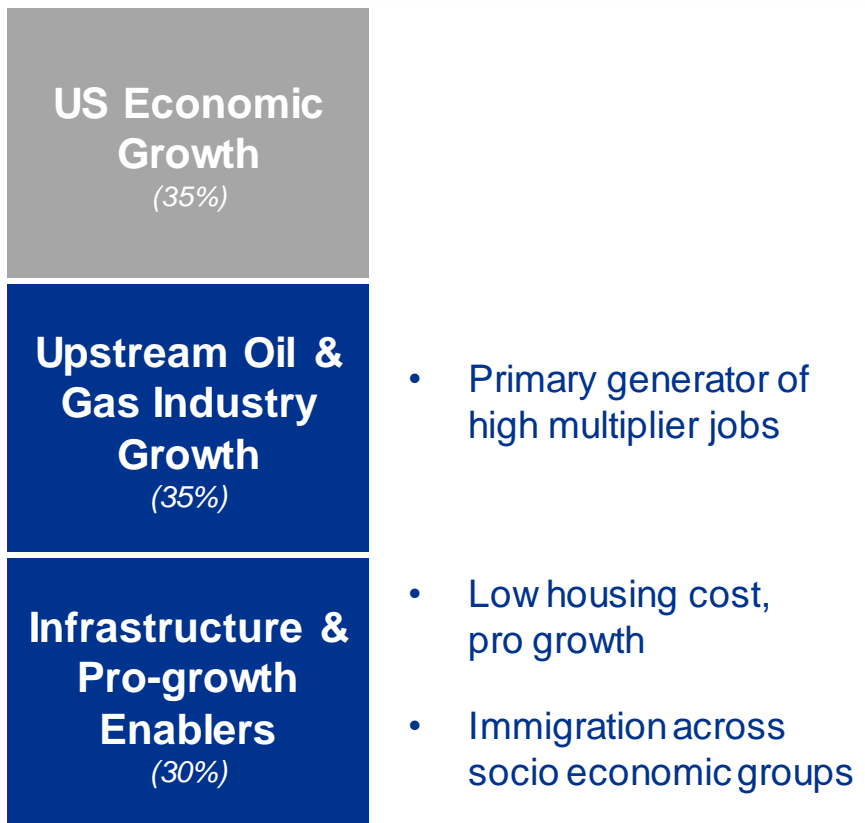 US Economic
Growth
(35%)
Upstream Oil &
Gas Industry
Growth
(35%)
• Primary generator of
high multiplier jobs
Infrastructure &
Pro-growth
Enablers
(30%)
• Low housing cost,
pro growth
• Immigration across
socio economic groups